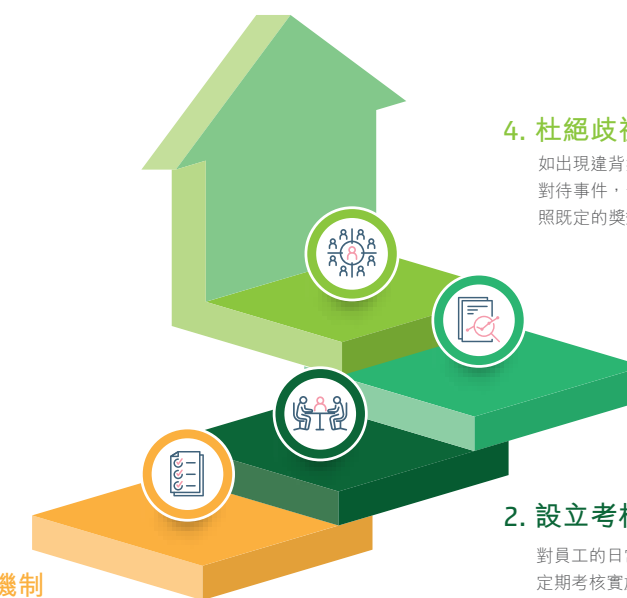 4. 杜絕歧
如出現違背
對待事件，
照既定的獎
2. 設立考
對員工的日
定期考核實
機制